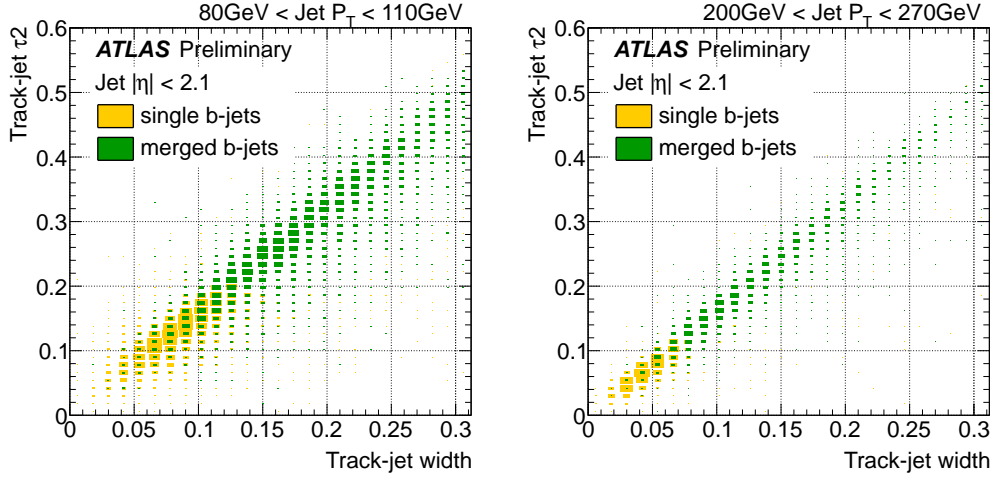 80GeV < Jet P_T < 110GeV
Track-jet τ2
0.6
0.5
0.4
0.3
0.2
0.1
0
ATLAS Preliminary
Jet |η| < 2.1
single b-jets
merged b-jets
0 0.05 0.1 0.15 0.2 0.25 0.3
Track-jet width
200GeV < Jet P_T < 270GeV
Track-jet τ2
0.6
0.5
0.4
0.3
0.2
0.1
0
ATLAS Preliminary
Jet |η| < 2.1
single b-jets
merged b-jets
0 0.05 0.1 0.15 0.2 0.25 0.3
Track-jet width